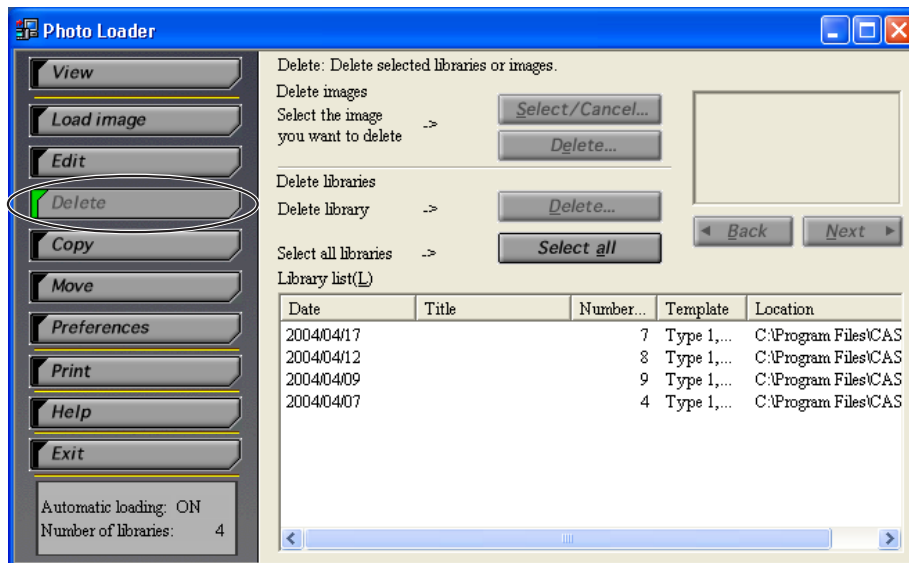 Photo Loader
View
Load image
Edit
Delete
Copy
Move
Preferences
Print
Help
Exit
Automatic loading: ON
Number of libraries: 4
Delete: Delete selected libraries or images.
Delete images
Select the image
you want to delete ->
Select/Cancel...
Delete...
Delete libraries
Delete library -> Delete...
Select all libraries -> Select all
Back Next
Library list(L)
Date Title Number... Template Location
2004/04/17 7 Type 1,... C:\Program Files\CAS
2004/04/12 8 Type 1,... C:\Program Files\CAS
2004/04/09 9 Type 1,... C:\Program Files\CAS
2004/04/07 4 Type 1,... C:\Program Files\CAS